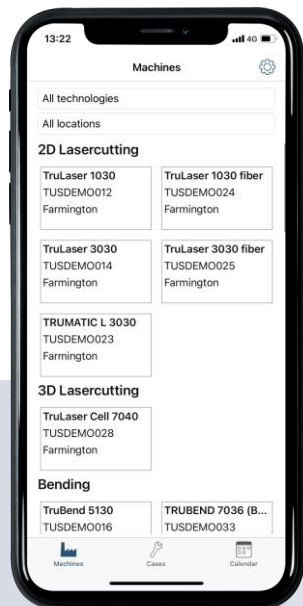 13:22
4G
Machines
All technologies
All locations
2D Lasercutting
TruLaser 1030
TUSDEMO012
Farmington
TruLaser 1030 fiber
TUSDEMO024
Farmington
TruLaser 3030
TUSDEMO014
Farmington
TruLaser 3030 fiber
TUSDEMO025
Farmington
TRUMATIC L 3030
TUSDEMO023
Farmington
3D Lasercutting
TruLaser Cell 7040
TUSDEMO028
Farmington
Bending
TruBend 5130
TUSDEMO016
TRUBEND 7036 (B...
TUSDEMO033
Machines
Cases
Calendar